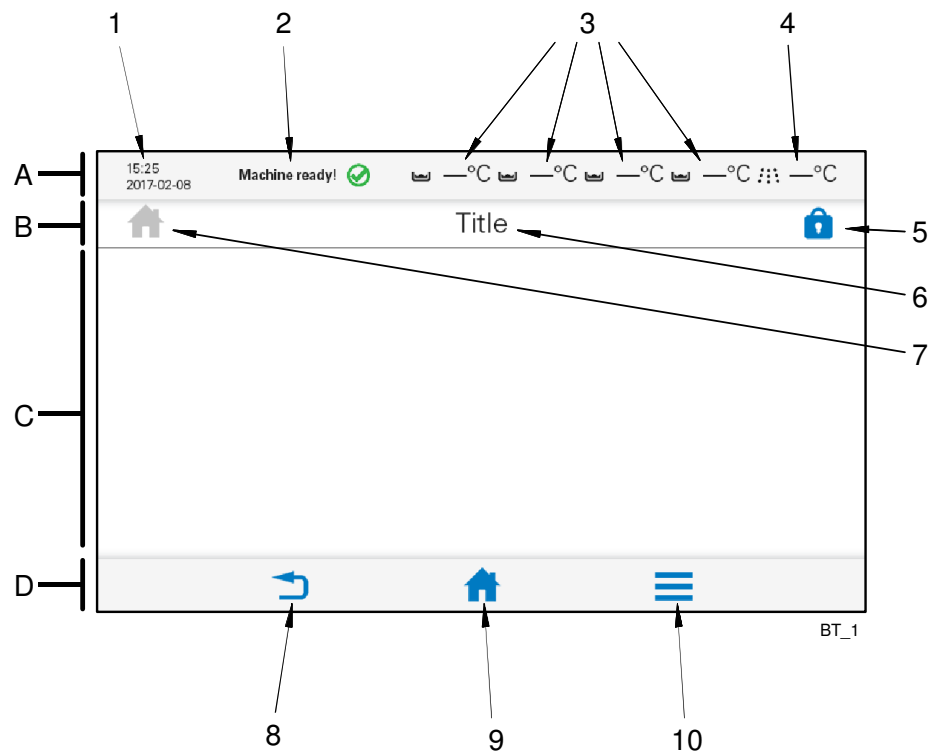 1 2 3 4
A 15:25 Machine ready! —°C —°C —°C —°C —°C
2017-02-08
B Title 5
6
7
C
D
BT_1
8 9 10